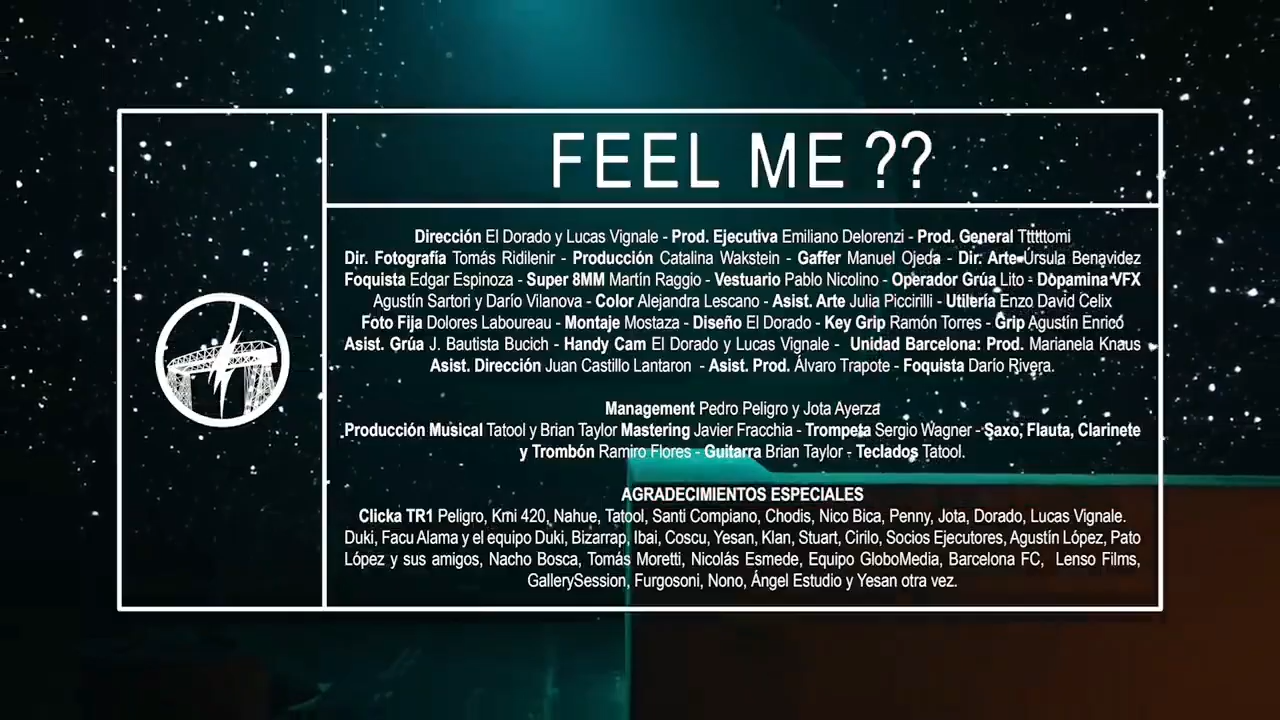 FEEL ME ??
Dirección El Dorado y Lucas Vignale - Prod. Ejecutiva Emiliano Delorenzi - Prod. General Ttttttomi
Dir. Fotografía Tomás Ridilenir - Producción Catalina Wakstein - Gaffer Manuel Ojeda - Dir. Arte Úrsula Benavidez
Foquista Edgar Espinoza - Super 8MM Martín Raggio - Vestuario Pablo Nicolino - Operador Grúa Lito - Dopamina VFX
Agustín Sartori y Darío Vilanova - Color Alejandra Lescano - Asist. Arte Julia Piccirilli - Utilería Enzo David Celix
Foto Fija Dolores Laboureau - Montaje Mostaza - Diseño El Dorado - Key Grip Ramón Torres - Grip Agustín Enricó
Asist. Grúa J. Bautista Bucich - Handy Cam El Dorado y Lucas Vignale - Unidad Barcelona: Prod. Marianela Knaus
Asist. Dirección Juan Castillo Lantaron - Asist. Prod. Álvaro Trapote - Foquista Darío Rivera.
Management Pedro Peligro y Jota Ayerza
Producción Musical Tatool y Brian Taylor Mastering Javier Fracchia - Trompeta Sergio Wagner - Saxo, Flauta, Clarinete
y Trombón Ramiro Flores - Guitarra Brian Taylor - Teclados Tatool.
AGRADECIMIENTOS ESPECIALES
Clicka TR1 Peligro, Kmi 420, Nahue, Tatool, Santi Compiano, Chodis, Nico Bica, Penny, Jota, Dorado, Lucas Vignale.
Duki, Facu Alama y el equipo Duki, Bizarrap, Ibai, Coscu, Yesan, Klan, Stuart, Cirilo, Socios Ejecutores, Agustín López, Pato
López y sus amigos, Nacho Bosca, Tomás Moretti, Nicolás Esmede, Equipo GloboMedia, Barcelona FC, Lenso Films,
GallerySession, Furgosoni, Nono, Ángel Estudio y Yesan otra vez.